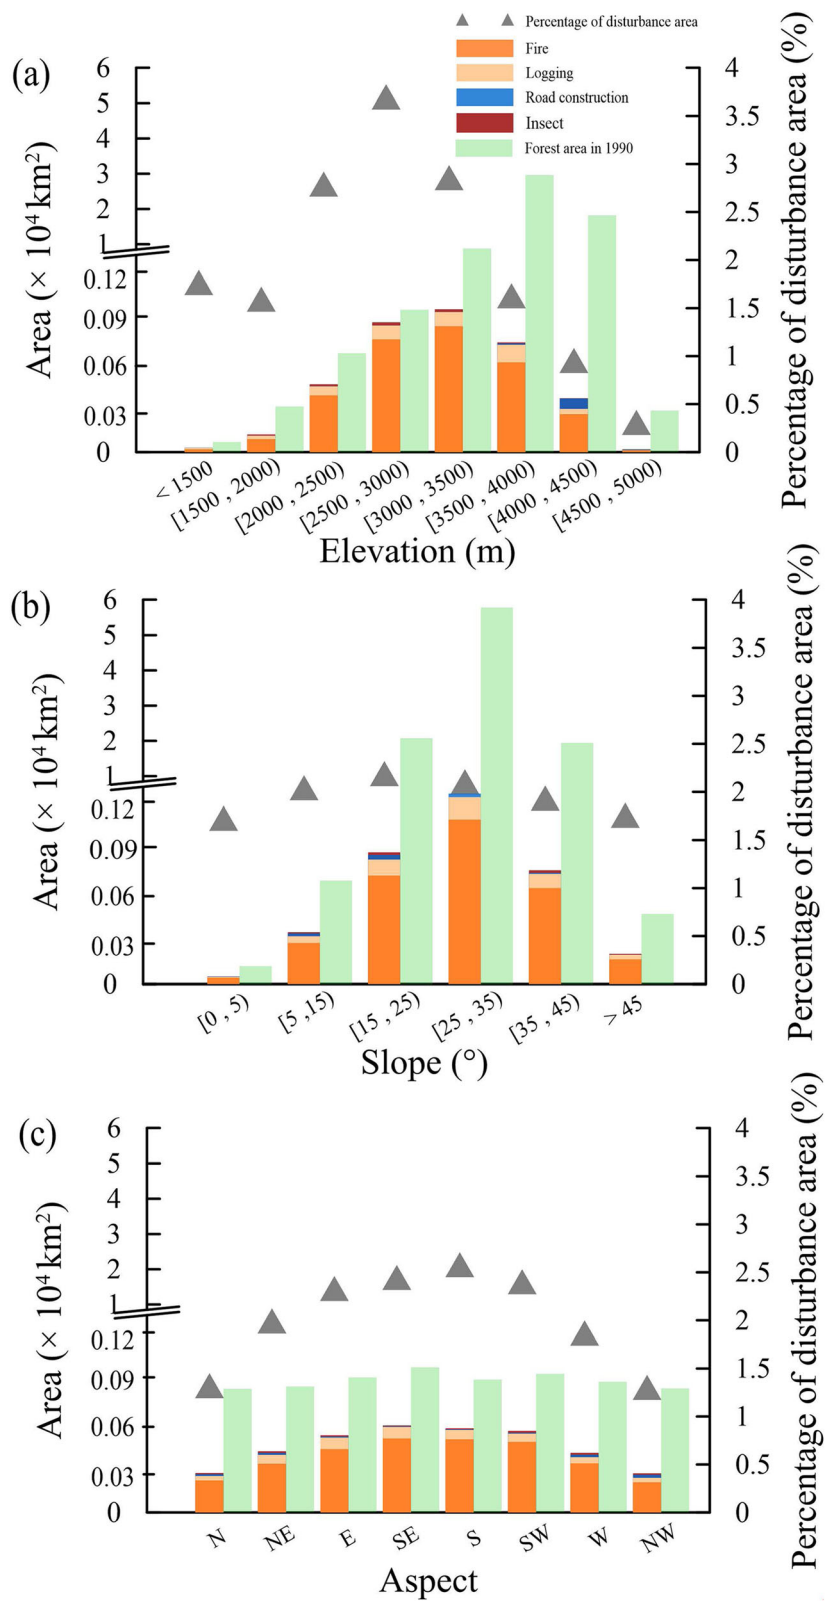 Percentage of disturbance area
Fire
Logging
Road construction
Insect
Forest area in 1990
(a)
Area (× 10⁴ km²)
6
5
4
3
2
1
0.12
0.09
0.06
0.03
0
4
3.5
3
2.5
2
1.5
1
0.5
0
Percentage of disturbance area (%)
< 1500
[1500 , 2000)
[2000 , 2500)
[2500 , 3000)
[3000 , 3500)
[3500 , 4000)
[4000 , 4500)
[4500 , 5000)
Elevation (m)
(b)
Area (× 10⁴ km²)
6
5
4
3
2
1
0.12
0.09
0.06
0.03
0
4
3.5
3
2.5
2
1.5
1
0.5
0
Percentage of disturbance area (%)
[0 , 5)
[5 ,15)
[15 , 25)
[25 , 35)
[35 , 45)
> 45
Slope (°)
(c)
Area (× 10⁴ km²)
6
5
4
3
2
1
0.12
0.09
0.06
0.03
0
4
3.5
3
2.5
2
1.5
1
0.5
0
Percentage of disturbance area (%)
N
NE
E
SE
S
SW
W
NW
Aspect